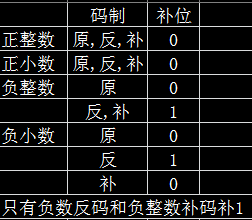 码制 补位
正整数 原,反,补 0
正小数 原,反,补 0
负整数 原 0
反,补 1
负小数 原 0
反 1
补 0
只有负数反码和负整数补码补1